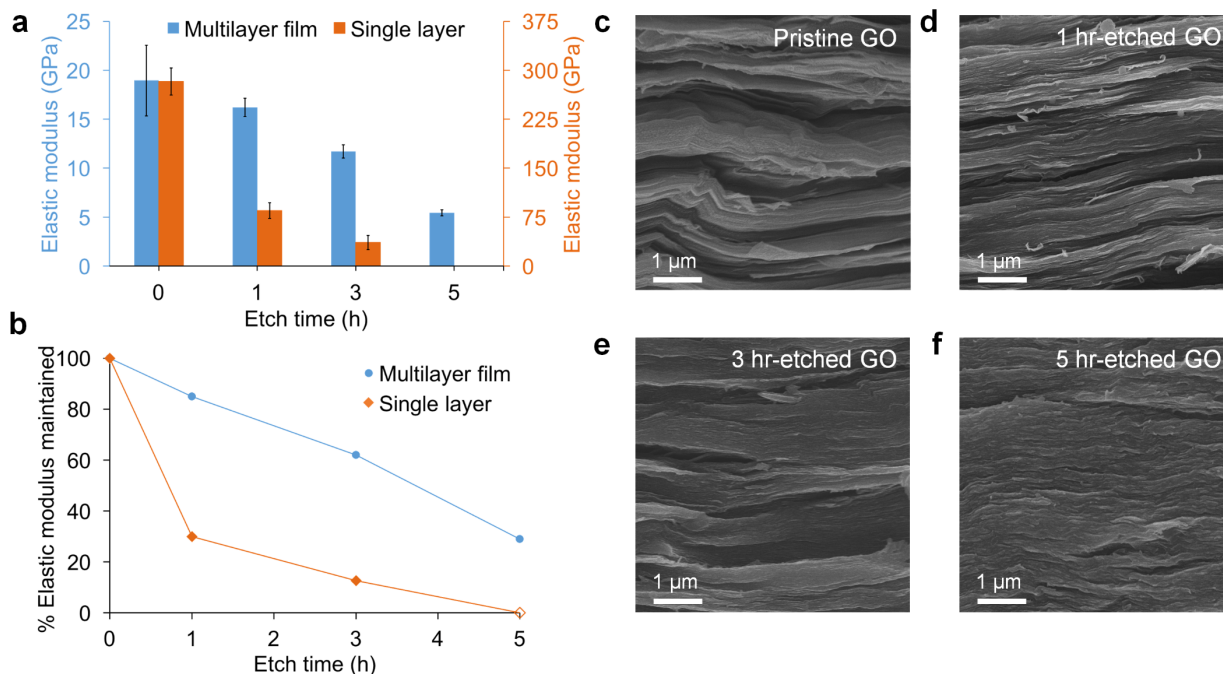 a
Multilayer film
Single layer
Elastic modulus (GPa)
25
20
15
10
5
0
375
300
225
150
75
0
Elastic mdoulus (GPa)
0 1 3 5
Etch time (h)
b
% Elastic modulus maintained
100
80
60
40
20
0
Multilayer film
Single layer
0 1 2 3 4 5
Etch time (h)
c
Pristine GO
1 µm
d
1 hr-etched GO
1 µm
e
3 hr-etched GO
1 µm
f
5 hr-etched GO
1 µm